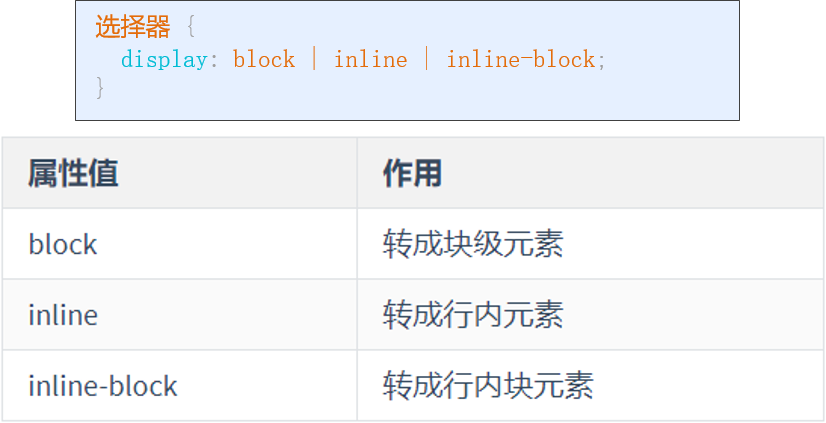 选择器 {
  display: block | inline | inline-block;
}
属性值 作用
block 转成块级元素
inline 转成行内元素
inline-block 转成行内块元素